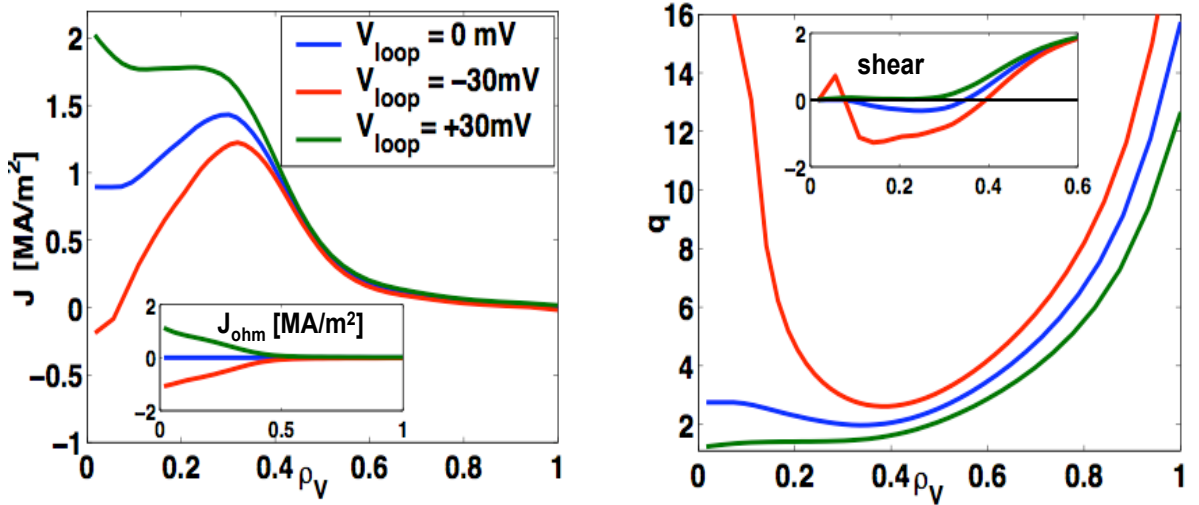 2
1.5
1
0.5
0
−0.5
−1
J [MA/m²]
V_loop = 0 mV
V_loop = −30mV
V_loop = +30mV
J_ohm [MA/m²]
2
0
−2
0 0.5 1
0 0.2 0.4 0.6 0.8 1
ρ_V
16
14
12
10
8
6
4
2
q
shear
2
0
−2
0 0.2 0.4 0.6
0 0.2 0.4 0.6 0.8 1
ρ_V